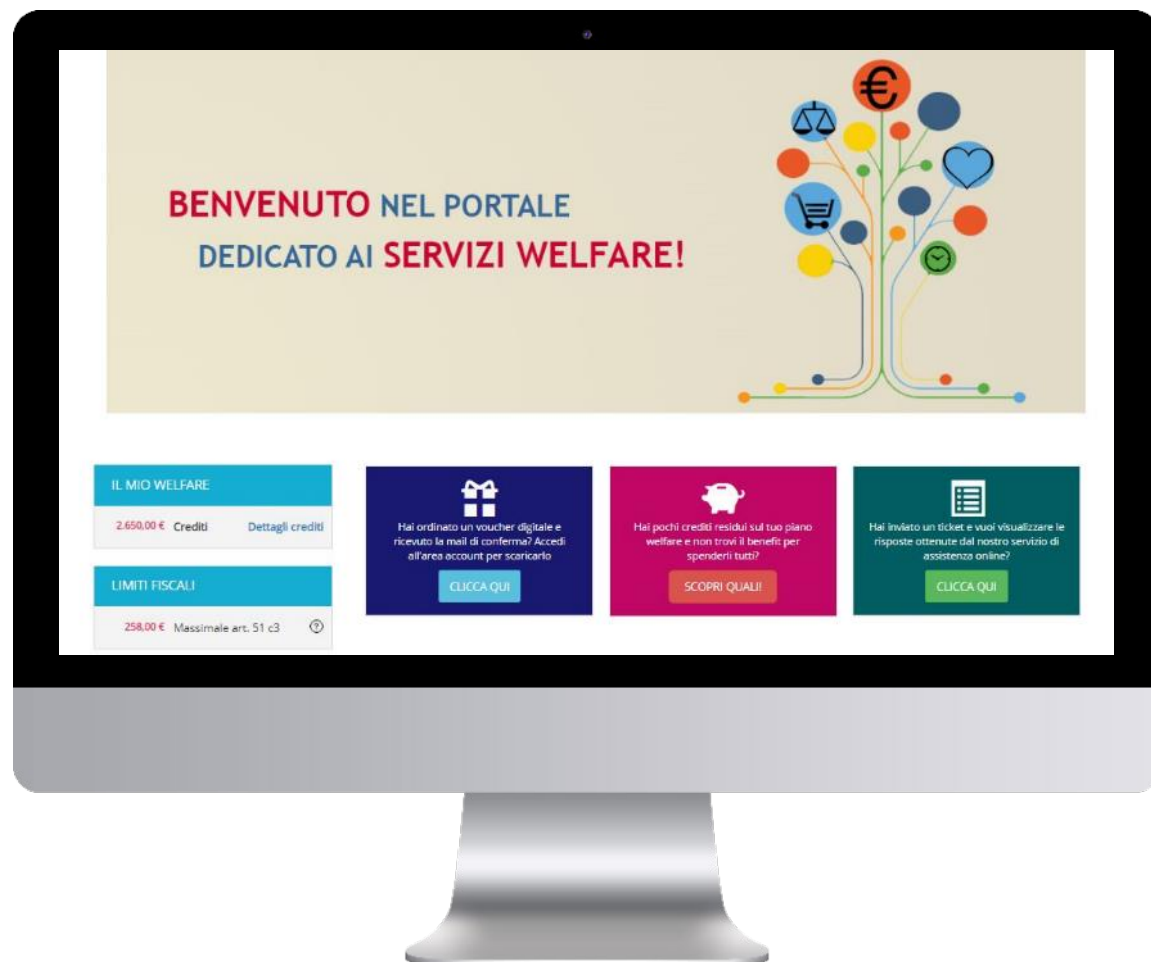 BENVENUTO NEL PORTALE
DEDICATO AI SERVIZI WELFARE!
IL MIO WELFARE
2.650,00 € Crediti Dettagli crediti
LIMITI FISCALI
258,00 € Massimale art. 51 c3 ?
Hai ordinato un voucher digitale e
ricevuto la mail di conferma? Accedi
all'area account per scaricarlo
CLICCA QUI
Hai pochi crediti residui sul tuo piano
welfare e non trovi il benefit per
spenderli tutti?
SCOPRI QUALI!
Hai inviato un ticket e vuoi visualizzare le
risposte ottenute dal nostro servizio di
assistenza online?
CLICCA QUI